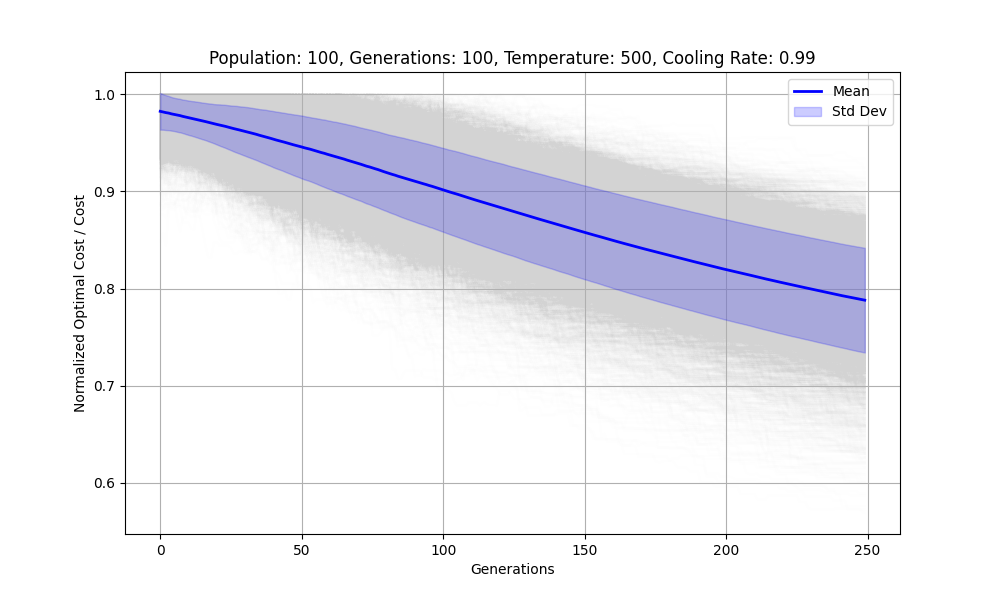 Population: 100, Generations: 100, Temperature: 500, Cooling Rate: 0.99
Mean
Std Dev
Normalized Optimal Cost / Cost
1.0
0.9
0.8
0.7
0.6
0 50 100 150 200 250
Generations